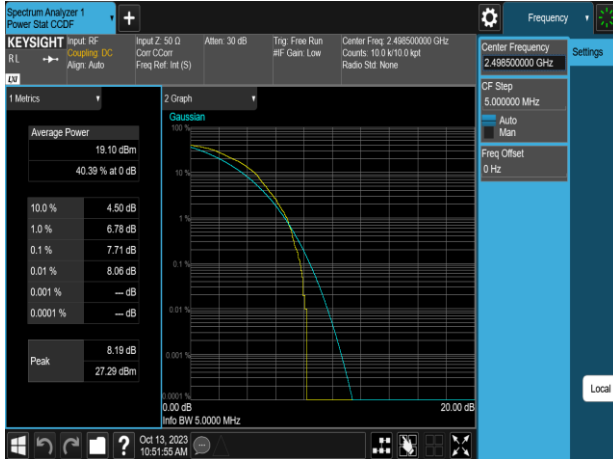 Spectrum Analyzer 1
Power Stat CCDF
+
Frequency
KEYSIGHT
RL
LXI
Input: RF
Coupling: DC
Align: Auto
Input Z: 50 Ω
Corr CCorr
Freq Ref: Int (S)
Atten: 30 dB
Trig: Free Run
#IF Gain: Low
Center Freq: 2.498500000 GHz
Counts: 10.0 k/10.0 kpt
Radio Std: None
Center Frequency
2.498500000 GHz
Settings
CF Step
5.000000 MHz
Auto
Man
Freq Offset
0 Hz
1 Metrics
Average Power
19.10 dBm
40.39 % at 0 dB
10.0 % 4.50 dB
1.0 % 6.78 dB
0.1 % 7.71 dB
0.01 % 8.06 dB
0.001 % --- dB
0.0001 % --- dB
Peak
8.19 dB
27.29 dBm
2 Graph
Gaussian
100 %
10 %
1 %
0.1 %
0.01 %
0.001 %
0.0001 %
0.00 dB 20.00 dB
Info BW 5.0000 MHz
Local
?
Oct 13, 2023
10:51:55 AM